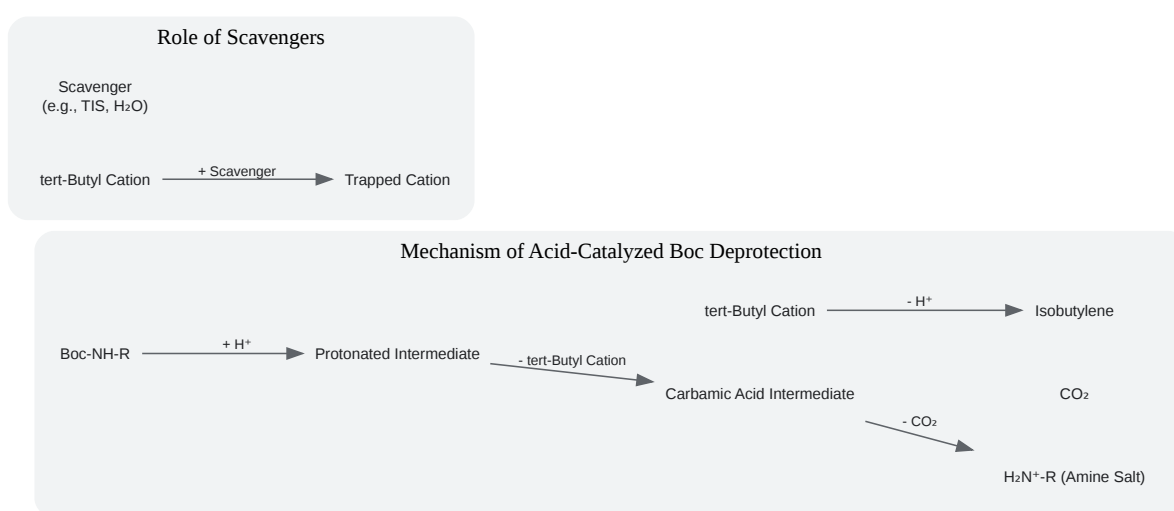 Role of Scavengers
Scavenger
(e.g., TIS, H₂O)
tert-Butyl Cation
+ Scavenger
Trapped Cation
Mechanism of Acid-Catalyzed Boc Deprotection
tert-Butyl Cation
- H⁺
Isobutylene
Boc-NH-R
+ H⁺
Protonated Intermediate
- tert-Butyl Cation
Carbamic Acid Intermediate
CO₂
- CO₂
H₂N⁺-R (Amine Salt)